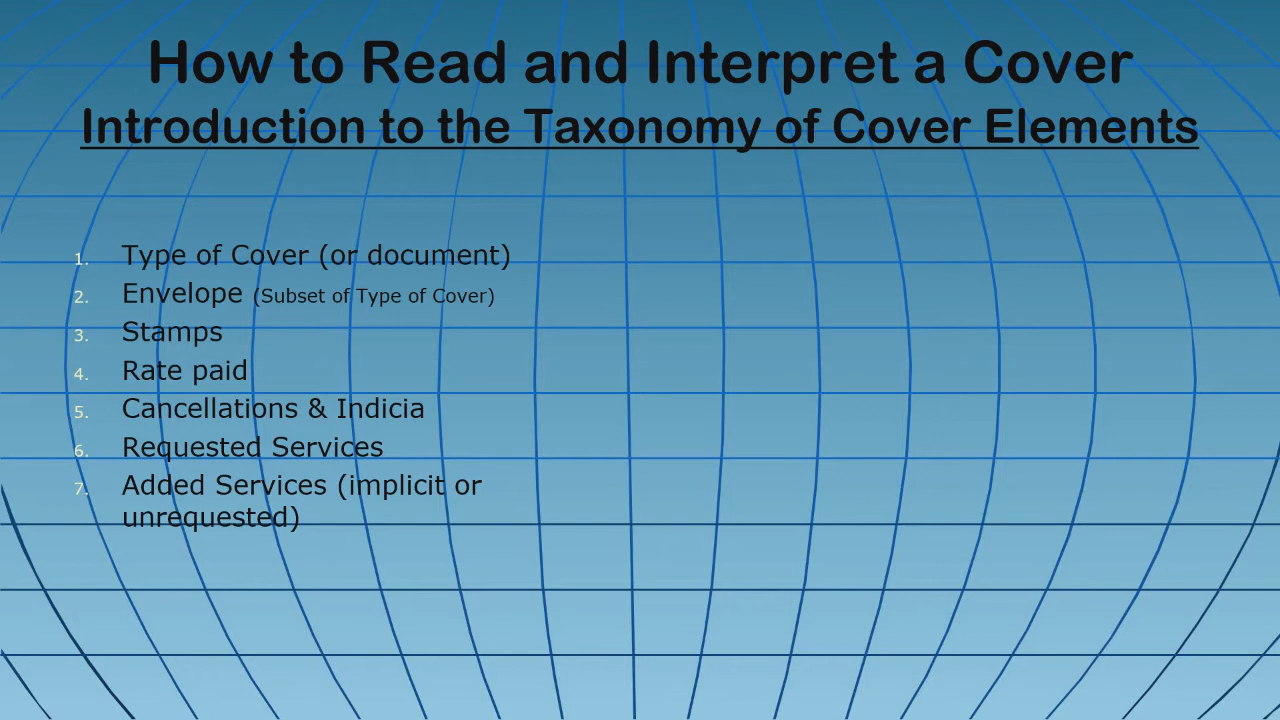 How to Read and Interpret a Cover
Introduction to the Taxonomy of Cover Elements
1. Type of Cover (or document)
2. Envelope (Subset of Type of Cover)
3. Stamps
4. Rate paid
5. Cancellations & Indicia
6. Requested Services
7. Added Services (implicit or
unrequested)